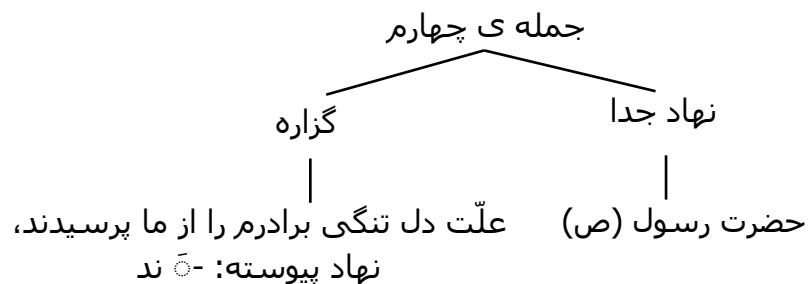 جمله ی چهارم
نهاد جدا
گزاره
حضرت رسول (ص)
علّت دل تنگی برادرم را از ما پرسیدند،
نهاد پیوسته: -َ ند